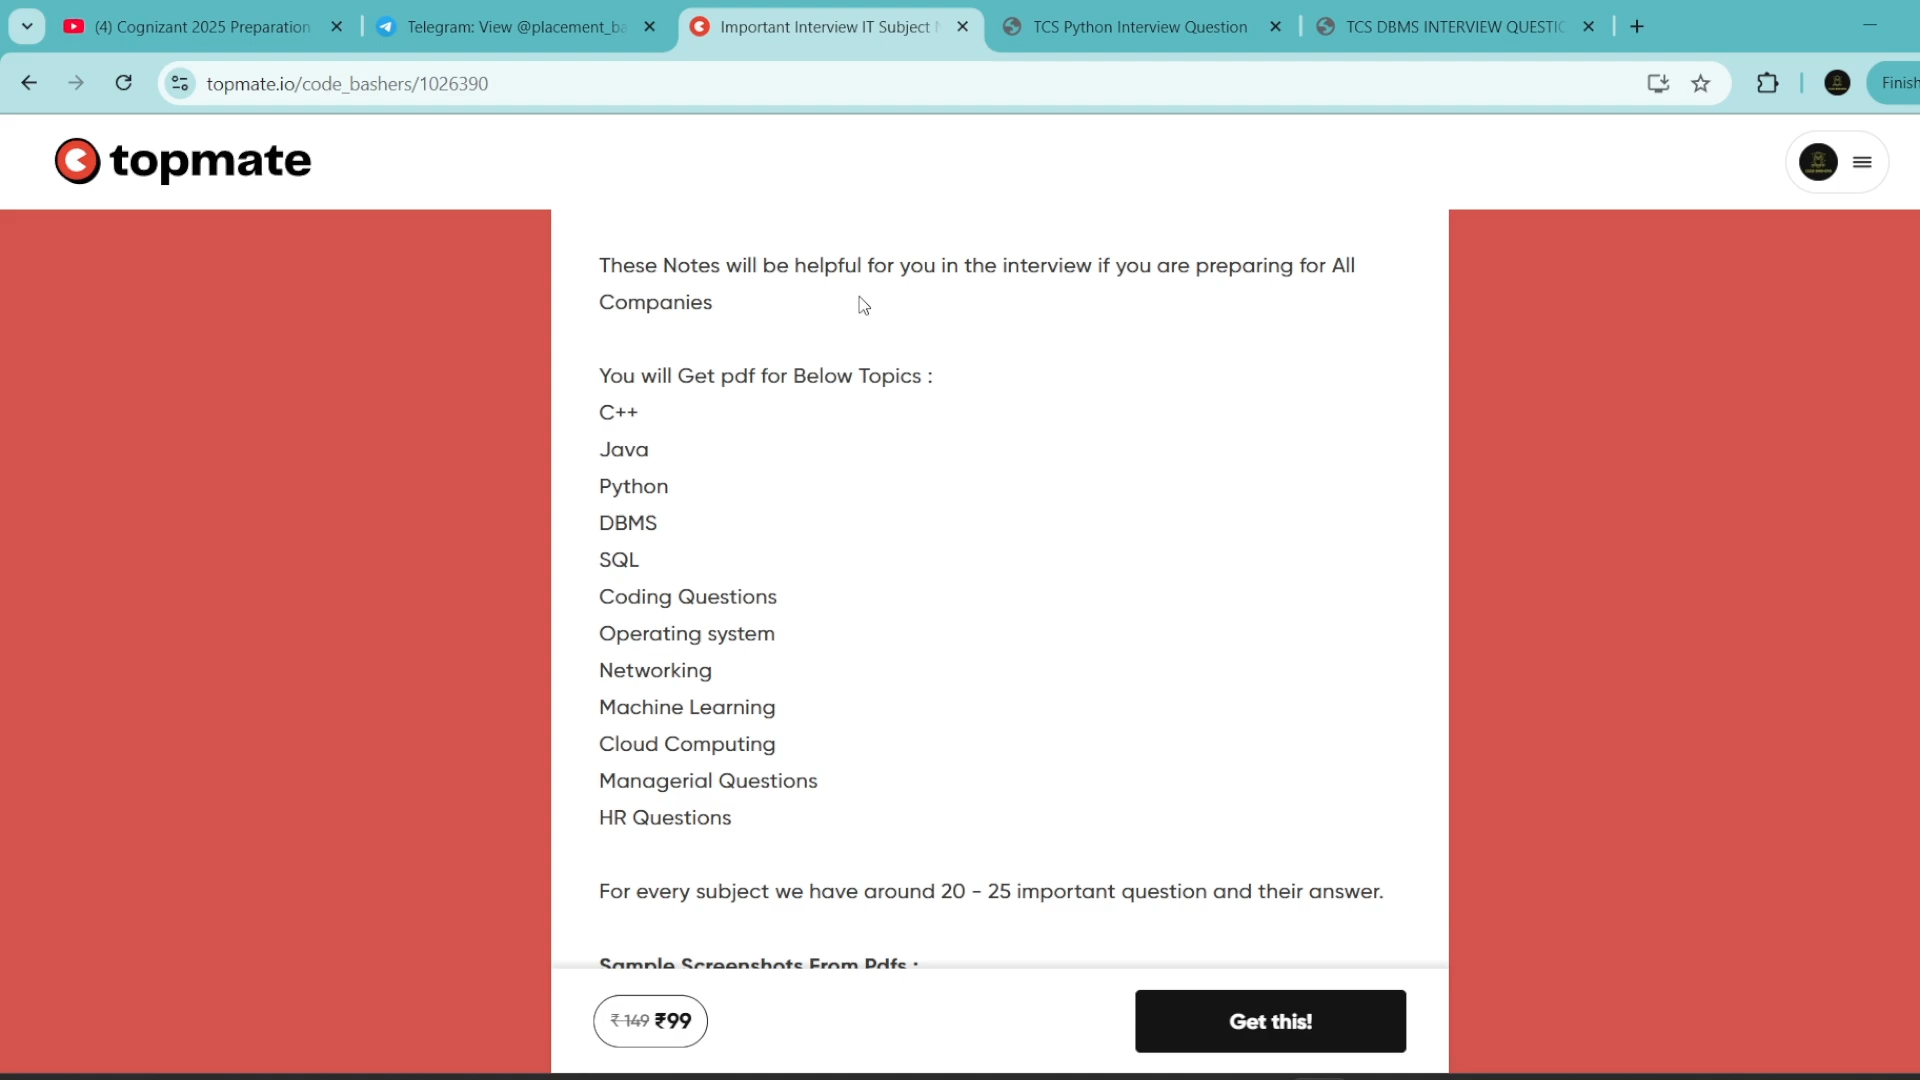 (4) Cognizant 2025 Preparation
Telegram: View @placement_ba
Important Interview IT Subject
TCS Python Interview Question
TCS DBMS INTERVIEW QUESTIO
topmate.io/code_bashers/1026390
Finish
topmate
These Notes will be helpful for you in the interview if you are preparing for All
Companies
You will Get pdf for Below Topics :
C++
Java
Python
DBMS
SQL
Coding Questions
Operating system
Networking
Machine Learning
Cloud Computing
Managerial Questions
HR Questions
For every subject we have around 20 - 25 important question and their answer.
Sample Screenshots From Pdfs :
₹ 149 ₹99
Get this!